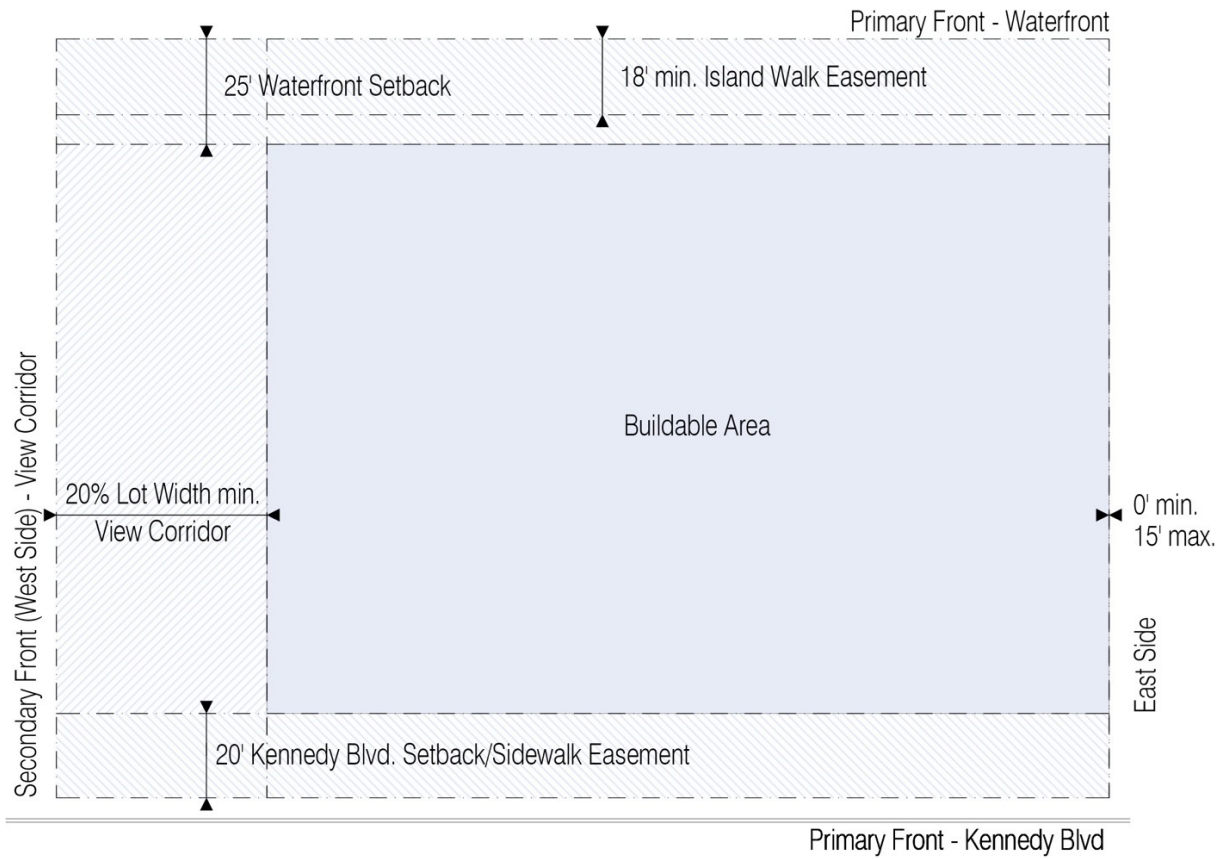 Primary Front - Waterfront
25' Waterfront Setback
18' min. Island Walk Easement
Buildable Area
Secondary Front (West Side) - View Corridor
20% Lot Width min.
View Corridor
0' min.
15' max.
East Side
20' Kennedy Blvd. Setback/Sidewalk Easement
Primary Front - Kennedy Blvd